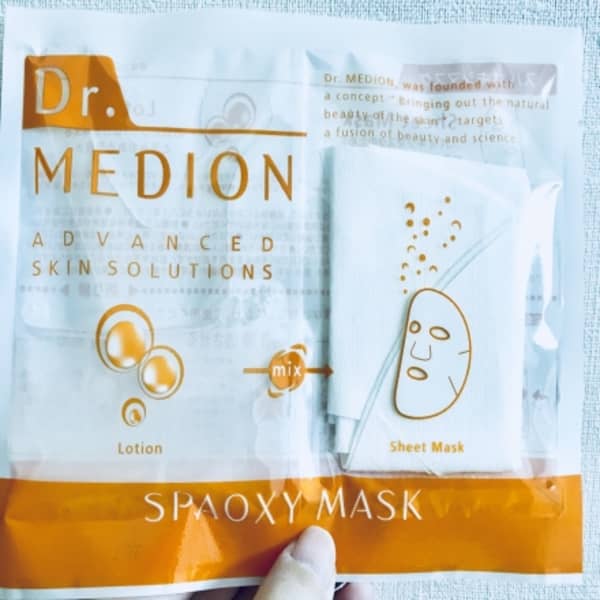 Dr.
MEDION
ADVANCED
SKIN SOLUTIONS
Dr. MEDION, was founded with
a concept "Bringing out the natural
beauty of the skin", targets
a fusion of beauty and science.
mix
Lotion
Sheet Mask
SPAOXY MASK